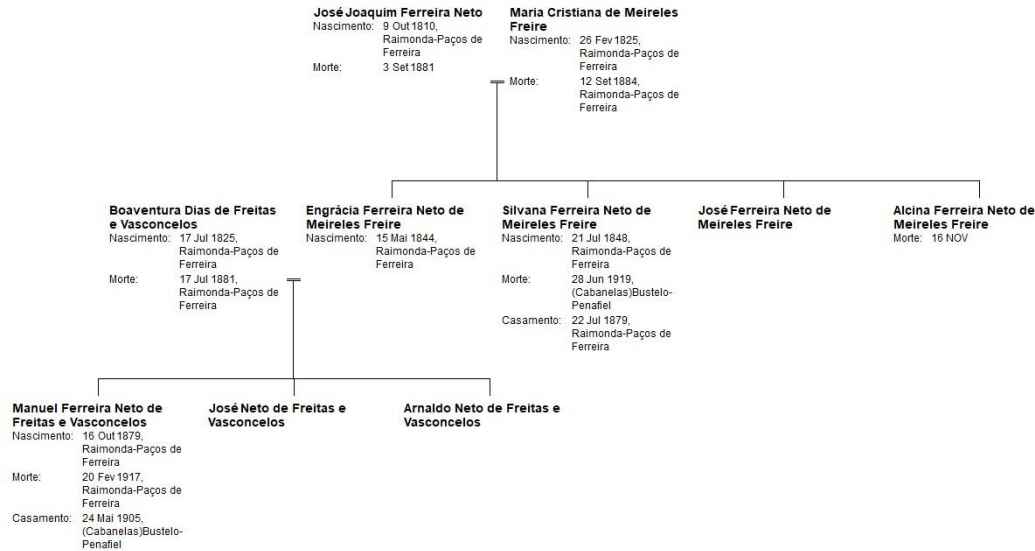 José Joaquim Ferreira Neto
Nascimento: 9 Out 1810,
Raimonda-Paços de
Ferreira
Morte: 3 Set 1881
Maria Cristiana de Meireles
Freire
Nascimento: 26 Fev 1825,
Raimonda-Paços de
Ferreira
Morte: 12 Set 1884,
Raimonda-Paços de
Ferreira
Boaventura Dias de Freitas
e Vasconcelos
Nascimento: 17 Jul 1825,
Raimonda-Paços de
Ferreira
Morte: 17 Jul 1881,
Raimonda-Paços de
Ferreira
Engrácia Ferreira Neto de
Meireles Freire
Nascimento: 15 Mai 1844,
Raimonda-Paços de
Ferreira
Silvana Ferreira Neto de
Meireles Freire
Nascimento: 21 Jul 1848,
Raimonda-Paços de
Ferreira
Morte: 28 Jun 1919,
(Cabanelas)Bustelo-
Penafiel
Casamento: 22 Jul 1879,
Raimonda-Paços de
Ferreira
José Ferreira Neto de
Meireles Freire
Alcina Ferreira Neto de
Meireles Freire
Morte: 16 NOV
Manuel Ferreira Neto de
Freitas e Vasconcelos
Nascimento: 16 Out 1879,
Raimonda-Paços de
Ferreira
Morte: 20 Fev 1917,
Raimonda-Paços de
Ferreira
Casamento: 24 Mai 1905,
(Cabanelas)Bustelo-
Penafiel
José Neto de Freitas e
Vasconcelos
Arnaldo Neto de Freitas e
Vasconcelos